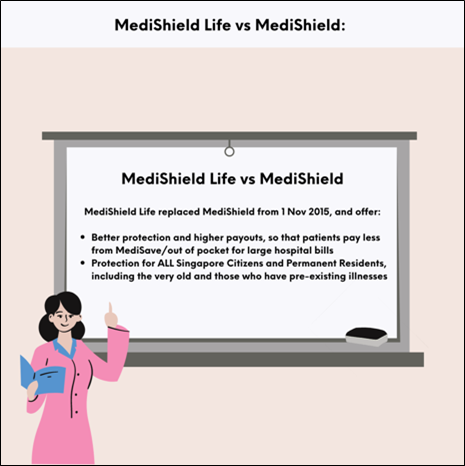 MediShield Life vs MediShield:
MediShield Life vs MediShield
MediShield Life replaced MediShield from 1 Nov 2015, and offer:
• Better protection and higher payouts, so that patients pay less
from MediSave/out of pocket for large hospital bills
• Protection for ALL Singapore Citizens and Permanent Residents,
including the very old and those who have pre-existing illnesses